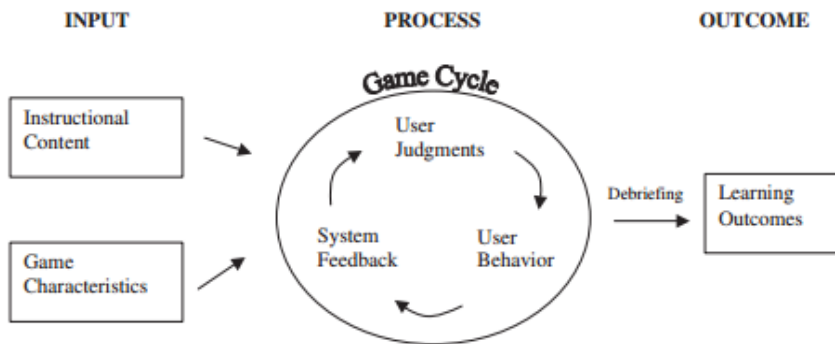 INPUT
PROCESS
OUTCOME
Game Cycle
Instructional
Content
User
Judgments
Debriefing
Learning
Outcomes
System
Feedback
User
Behavior
Game
Characteristics